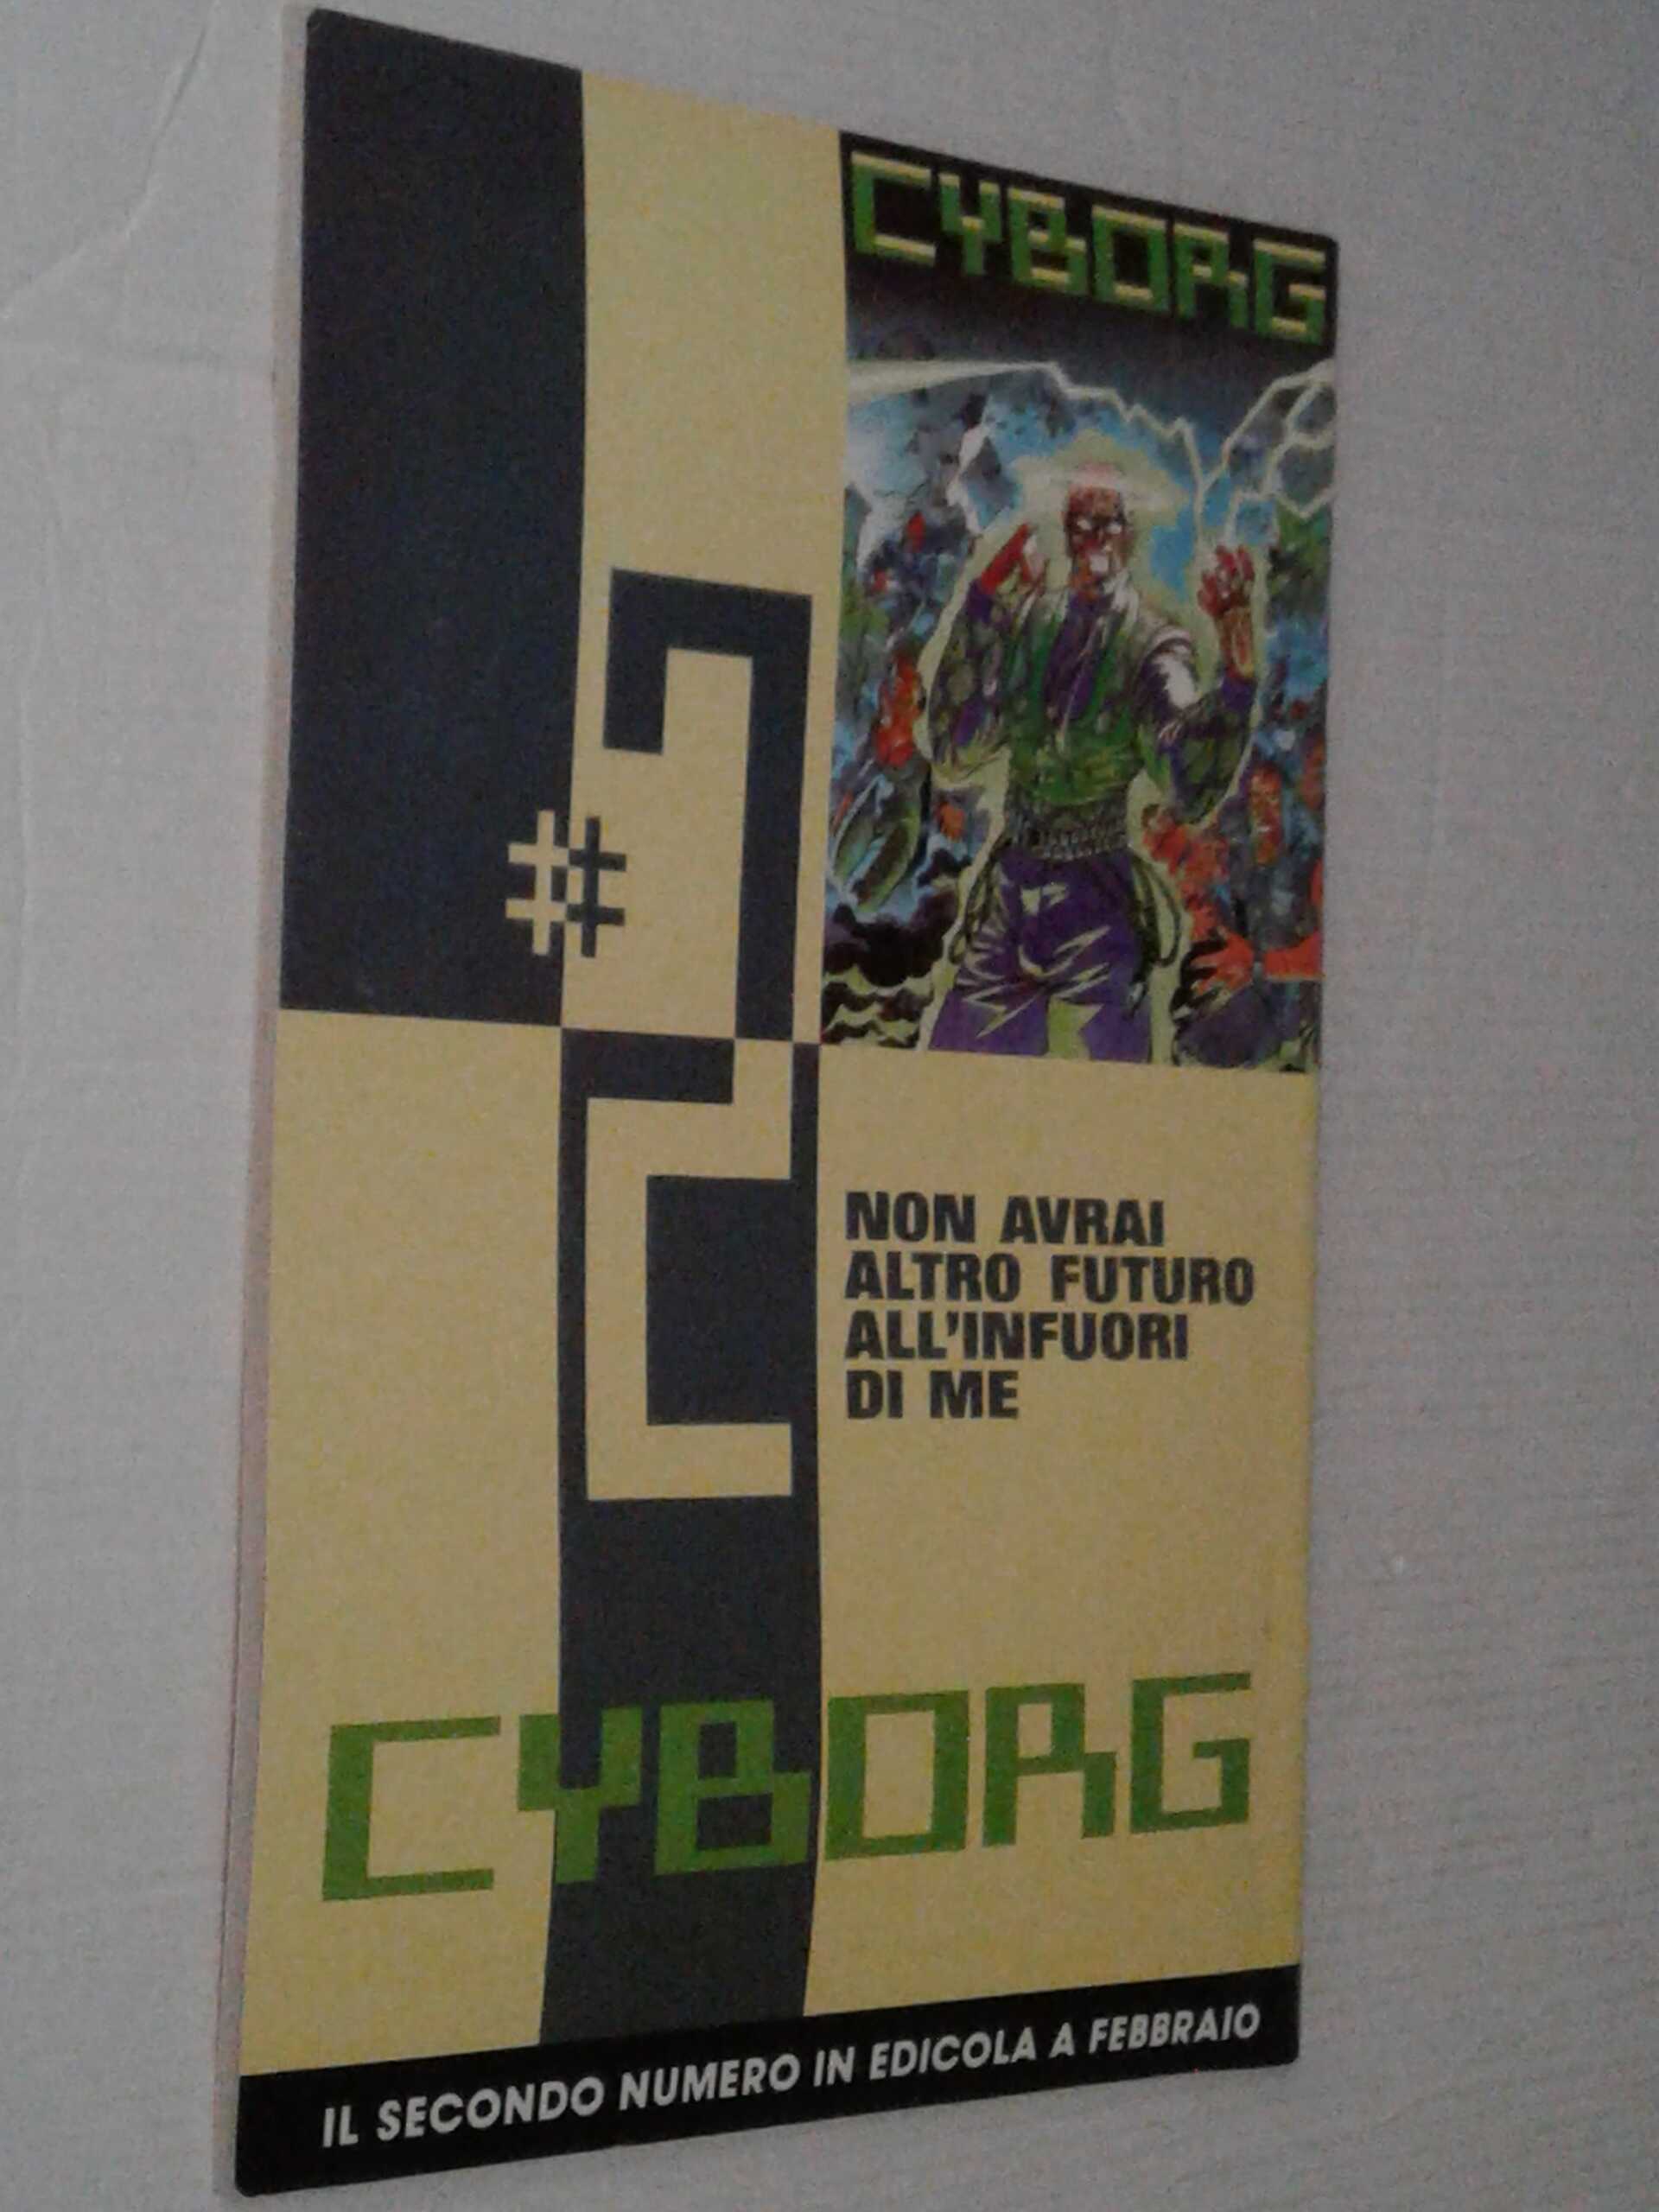 CYBORG
#2
NON AVRAI
ALTRO FUTURO
ALL'INFUORI
DI ME
CYBORG
IL SECONDO NUMERO IN EDICOLA A FEBBRAIO